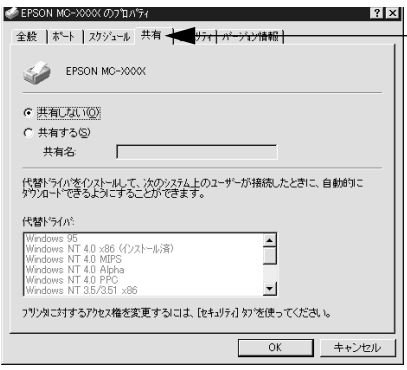 EPSON MC-XXXX のプロパティ
全般 ポート スケジュール 共有 リティ バージョン情報
EPSON MC-XXXX
共有しない(O)
共有する(S)
共有名:
代替ドライバをインストールして、次のシステム上のユーザーが接続したときに、自動的に
ダウンロードできるようにすることができます。
代替ドライバ:
Windows 95
Windows NT 4.0 x86 (インストール済)
Windows NT 4.0 MIPS
Windows NT 4.0 Alpha
Windows NT 4.0 PPC
Windows NT 3.5/3.51 x86
プリンタに対するアクセス権を変更するには、[セキュリティ] タブを使ってください。
OK キャンセル